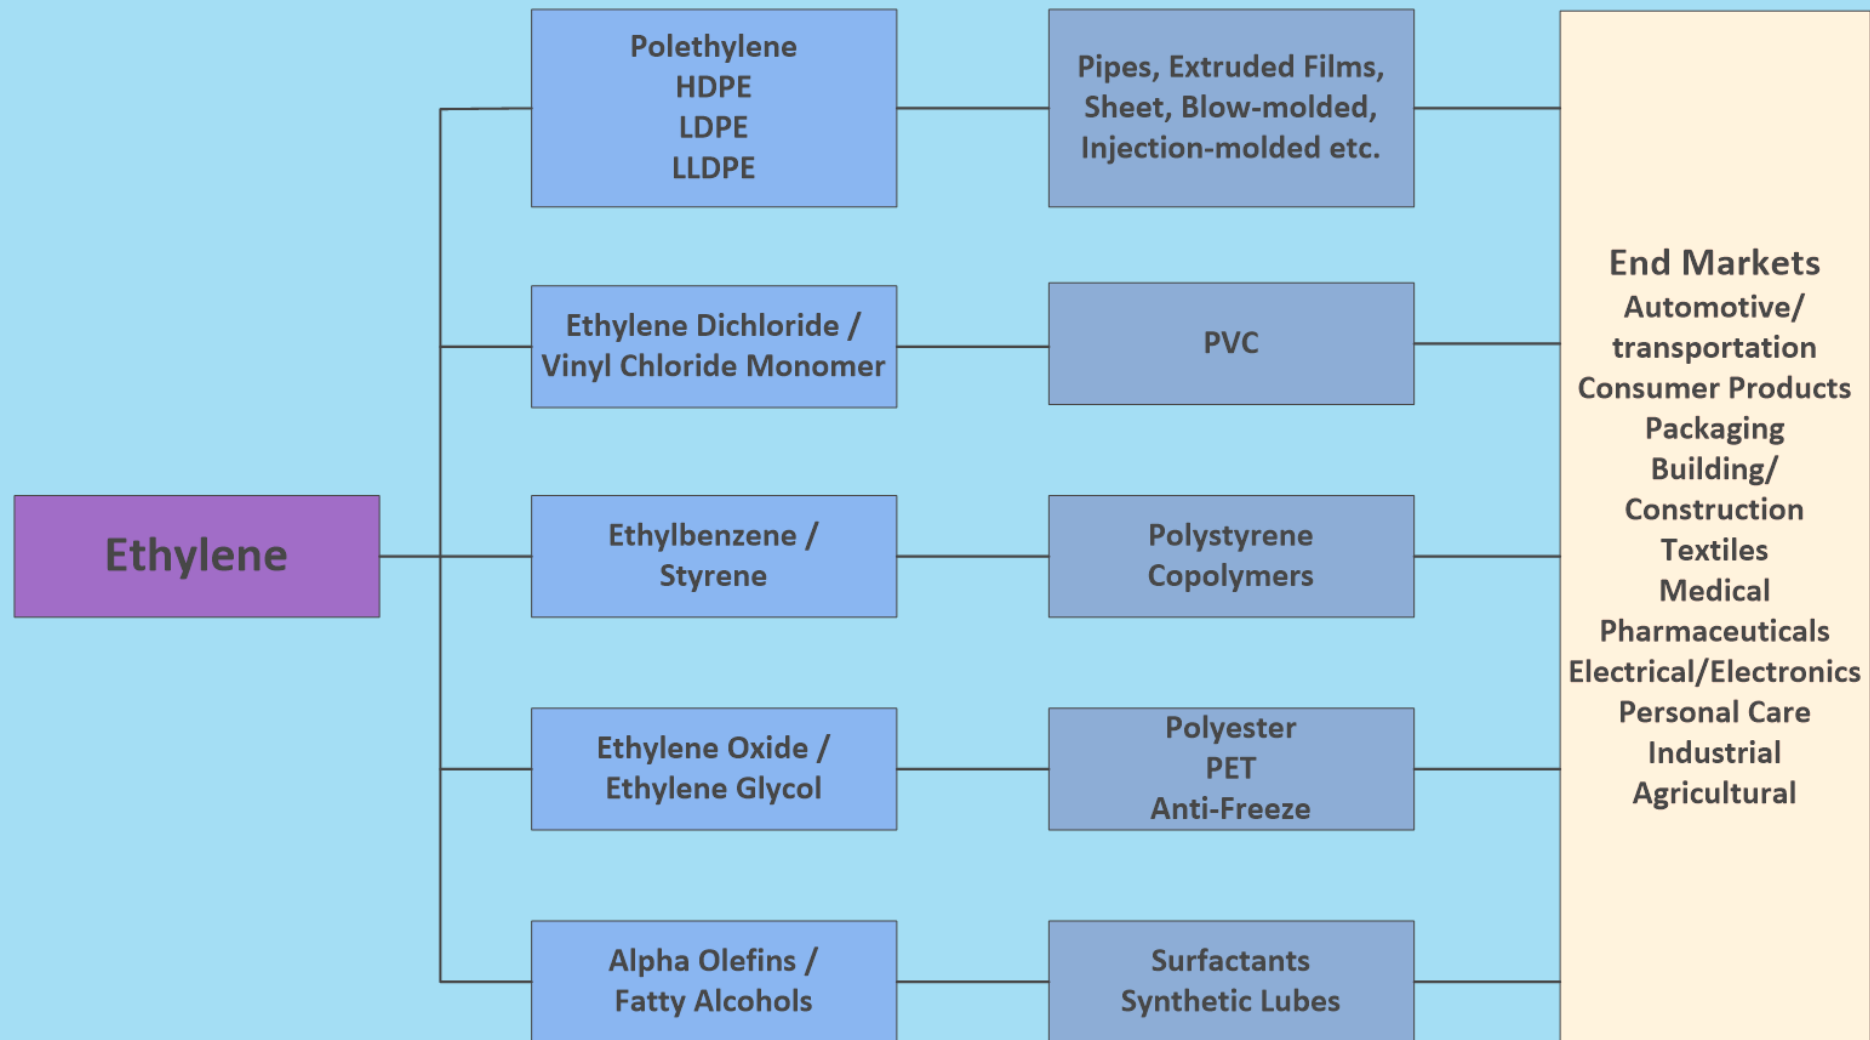 Ethylene
Polethylene
HDPE
LDPE
LLDPE
Pipes, Extruded Films,
Sheet, Blow-molded,
Injection-molded etc.
Ethylene Dichloride /
Vinyl Chloride Monomer
PVC
Ethylbenzene /
Styrene
Polystyrene
Copolymers
Ethylene Oxide /
Ethylene Glycol
Polyester
PET
Anti-Freeze
Alpha Olefins /
Fatty Alcohols
Surfactants
Synthetic Lubes
End Markets
Automotive/
transportation
Consumer Products
Packaging
Building/
Construction
Textiles
Medical
Pharmaceuticals
Electrical/Electronics
Personal Care
Industrial
Agricultural